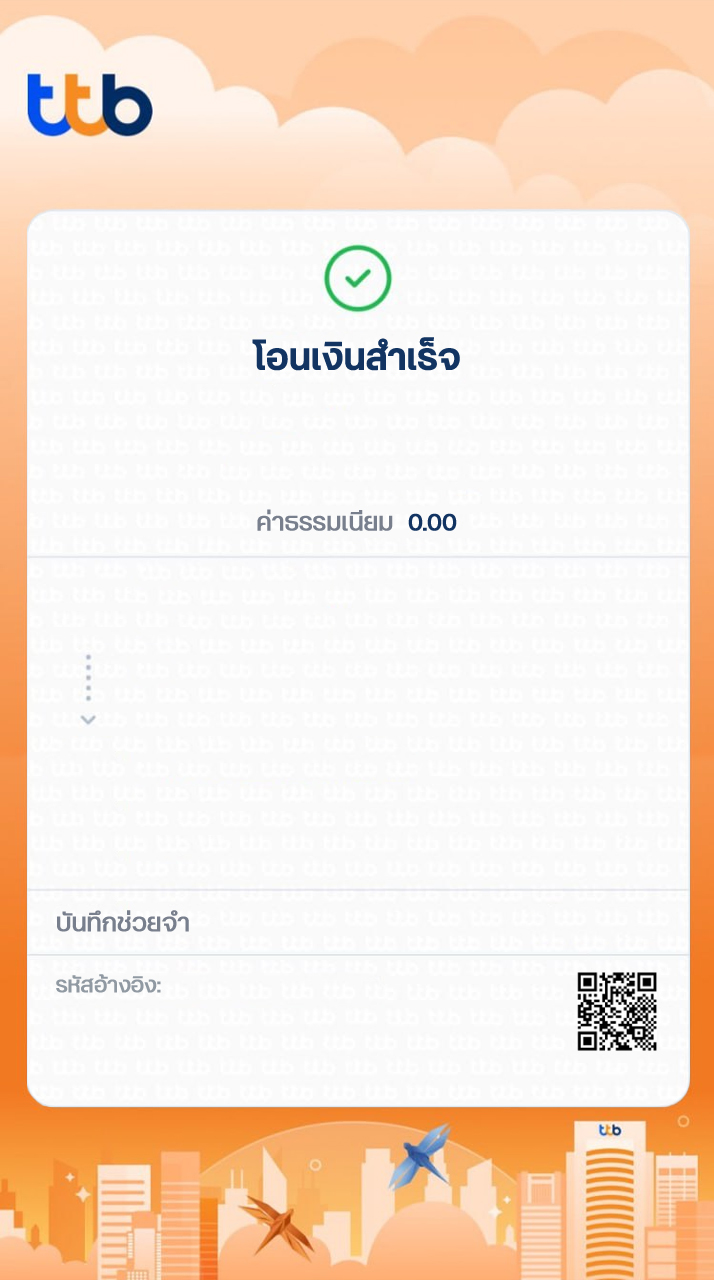 ttb
โอนเงินสำเร็จ
ค่าธรรมเนียม 0.00
บันทึกช่วยจำ
รหัสอ้างอิง:
ttb